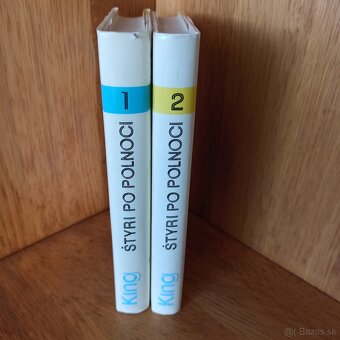 1
ŠTYRI PO POLNOCI
King
2
ŠTYRI PO POLNOCI
King
@j Bazos.sk